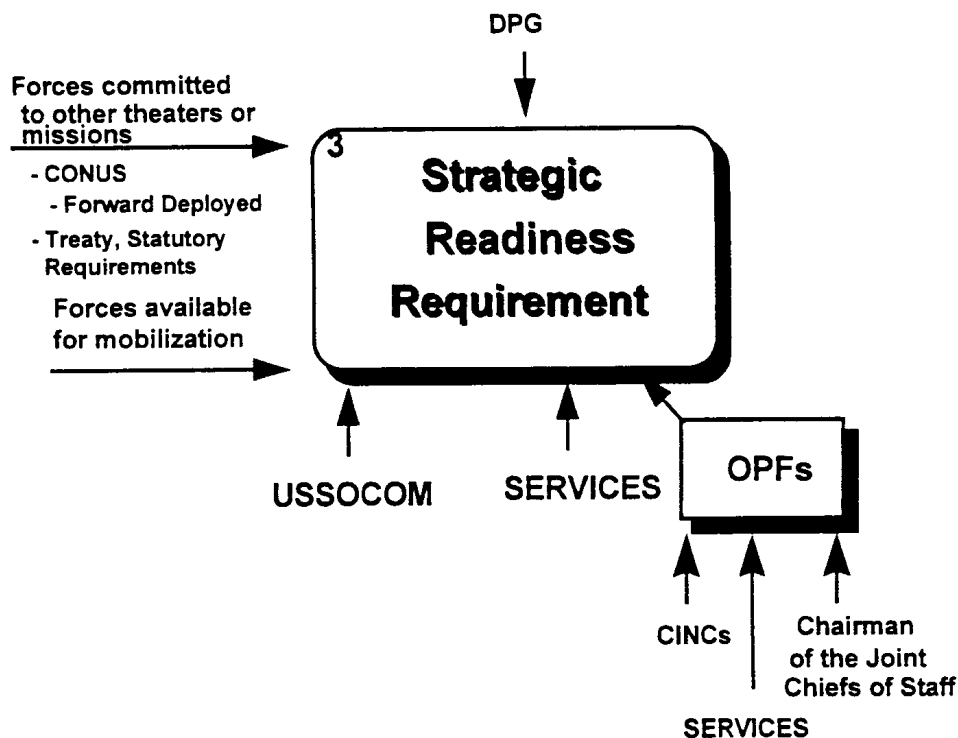 DPG
Forces committed
to other theaters or
missions
- CONUS
- Forward Deployed
- Treaty, Statutory
Requirements
Forces available
for mobilization
3
Strategic
Readiness
Requirement
USSOCOM
SERVICES
OPFs
CINCs
SERVICES
Chairman
of the Joint
Chiefs of Staff